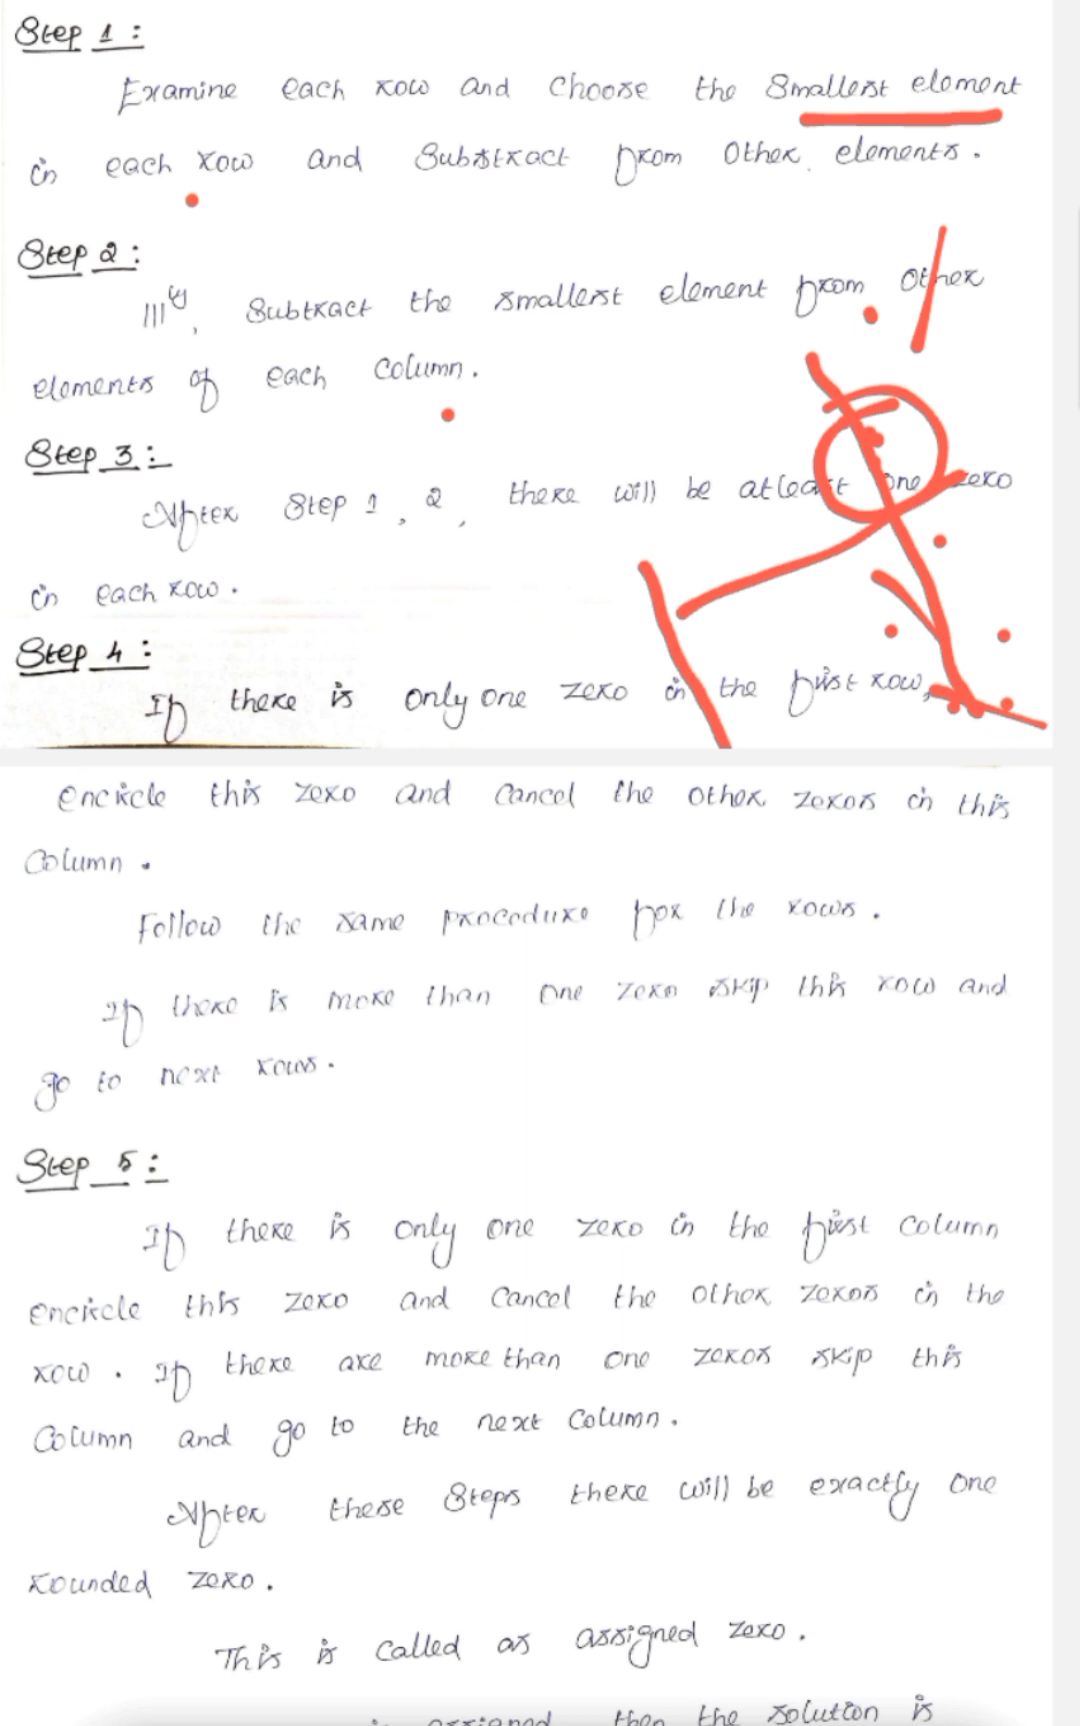 Step 1 :
Examine each row and choose the smallest element
in each row and substract from other elements.
Step 2 :
|||ly, subtract the smallest element from other
elements of each column.
Step 3 :
After step 1, 2, there will be atleast one zero
in each row.
Step 4 :
If there is only one zero in the first row,
encircle this zero and cancel the other zeros in this
column.
Follow the same procedure for the rows.
If there is more than one zero skip this row and
go to next rows.
Step 5 :
If there is only one zero in the first column
encircle this zero and cancel the other zeros in the
row. If there are more than one zeros skip this
column and go to the next column.
After these steps there will be exactly one
rounded zero.
This is called as assigned zero.
assigned then the solution is